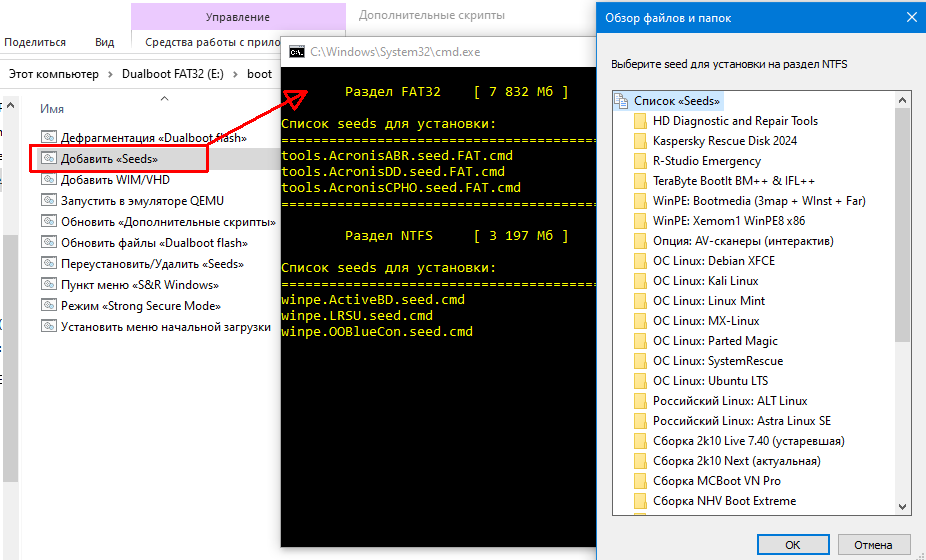 Управление
Дополнительные скрипты
Поделиться
Вид
Средства работы с прило
Этот компьютер
Dualboot FAT32 (E:)
boot
Имя
Дефрагментация «Dualboot flash»
Добавить «Seeds»
Добавить WIM/VHD
Запустить в эмуляторе QEMU
Обновить «Дополнительные скрипты»
Обновить файлы «Dualboot flash»
Переустановить/Удалить «Seeds»
Пункт меню «S&R Windows»
Режим «Strong Secure Mode»
Установить меню начальной загрузки
C:\Windows\System32\cmd.exe
Раздел FAT32 [ 7 832 Мб ]
Список seeds для установки:
========================================
tools.AcronisABR.seed.FAT.cmd
tools.AcronisDD.seed.FAT.cmd
tools.AcronisCPHO.seed.FAT.cmd
========================================
Раздел NTFS [ 3 197 Мб ]
Список seeds для установки:
========================================
winpe.ActiveBD.seed.cmd
winpe.LRSU.seed.cmd
winpe.OOBlueCon.seed.cmd
Обзор файлов и папок
Выберите seed для установки на раздел NTFS
Список «Seeds»
HD Diagnostic and Repair Tools
Kaspersky Rescue Disk 2024
R-Studio Emergency
TeraByte BootIt BM++ & IFL++
WinPE: Bootmedia (3map + WInst + Far)
WinPE: Xemom1 WinPE8 x86
Опция: AV-сканеры (интерактив)
ОС Linux: Debian XFCE
ОС Linux: Kali Linux
ОС Linux: Linux Mint
ОС Linux: MX-Linux
ОС Linux: Parted Magic
ОС Linux: SystemRescue
ОС Linux: Ubuntu LTS
Российский Linux: ALT Linux
Российский Linux: Astra Linux SE
Сборка 2k10 Live 7.40 (устаревшая)
Сборка 2k10 Next (актуальная)
Сборка MCBoot VN Pro
Сборка NHV Boot Extreme
ОК
Отмена